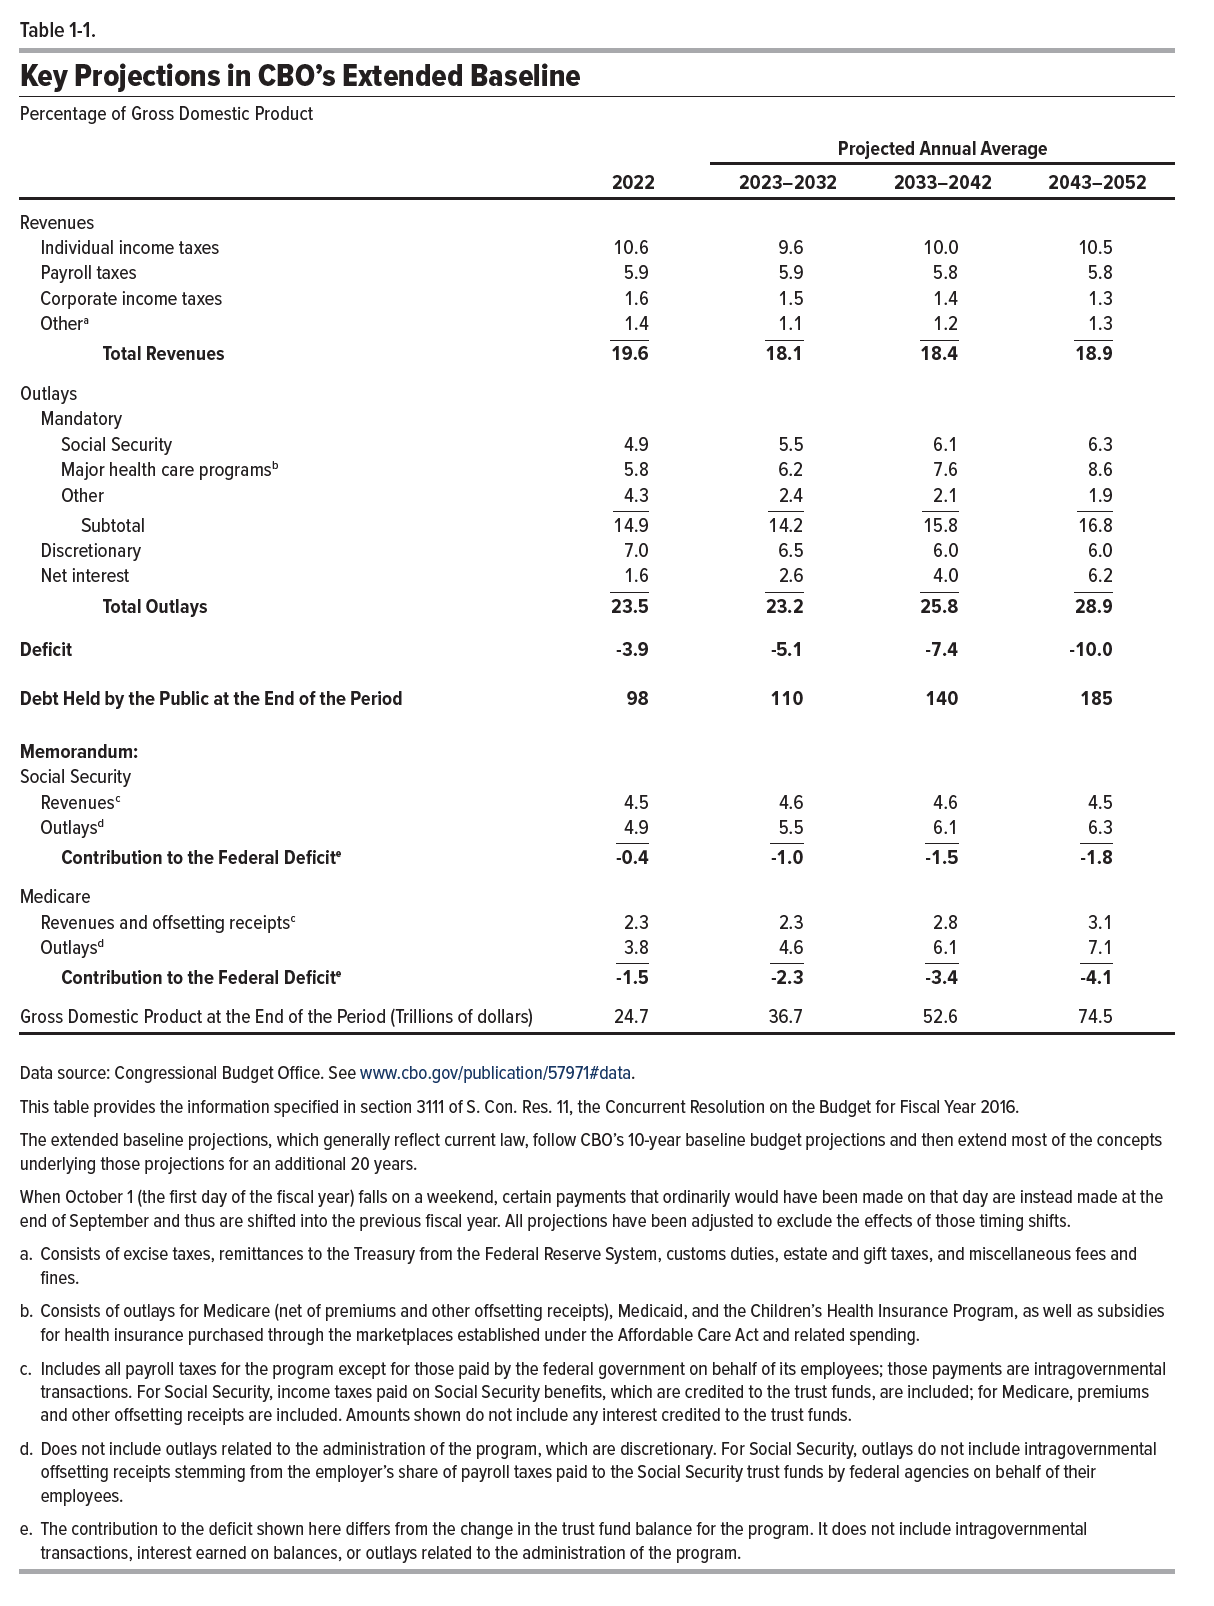 Table 1-1.
Key Projections in CBO’s Extended Baseline
Percentage of Gross Domestic Product
Projected Annual Average
2022 2023–2032 2033–2042 2043–2052
Revenues
Individual income taxes 10.6 9.6 10.0 10.5
Payroll taxes 5.9 5.9 5.8 5.8
Corporate income taxes 1.6 1.5 1.4 1.3
Otherᵃ 1.4 1.1 1.2 1.3
Total Revenues 19.6 18.1 18.4 18.9
Outlays
Mandatory
Social Security 4.9 5.5 6.1 6.3
Major health care programsᵇ 5.8 6.2 7.6 8.6
Other 4.3 2.4 2.1 1.9
Subtotal 14.9 14.2 15.8 16.8
Discretionary 7.0 6.5 6.0 6.0
Net interest 1.6 2.6 4.0 6.2
Total Outlays 23.5 23.2 25.8 28.9
Deficit -3.9 -5.1 -7.4 -10.0
Debt Held by the Public at the End of the Period 98 110 140 185
Memorandum:
Social Security
Revenuesᶜ 4.5 4.6 4.6 4.5
Outlaysᵈ 4.9 5.5 6.1 6.3
Contribution to the Federal Deficitᵉ -0.4 -1.0 -1.5 -1.8
Medicare
Revenues and offsetting receiptsᶜ 2.3 2.3 2.8 3.1
Outlaysᵈ 3.8 4.6 6.1 7.1
Contribution to the Federal Deficitᵉ -1.5 -2.3 -3.4 -4.1
Gross Domestic Product at the End of the Period (Trillions of dollars) 24.7 36.7 52.6 74.5
Data source: Congressional Budget Office. See www.cbo.gov/publication/57971#data.
This table provides the information specified in section 3111 of S. Con. Res. 11, the Concurrent Resolution on the Budget for Fiscal Year 2016.
The extended baseline projections, which generally reflect current law, follow CBO’s 10-year baseline budget projections and then extend most of the concepts
underlying those projections for an additional 20 years.
When October 1 (the first day of the fiscal year) falls on a weekend, certain payments that ordinarily would have been made on that day are instead made at the
end of September and thus are shifted into the previous fiscal year. All projections have been adjusted to exclude the effects of those timing shifts.
a. Consists of excise taxes, remittances to the Treasury from the Federal Reserve System, customs duties, estate and gift taxes, and miscellaneous fees and
fines.
b. Consists of outlays for Medicare (net of premiums and other offsetting receipts), Medicaid, and the Children’s Health Insurance Program, as well as subsidies
for health insurance purchased through the marketplaces established under the Affordable Care Act and related spending.
c. Includes all payroll taxes for the program except for those paid by the federal government on behalf of its employees; those payments are intragovernmental
transactions. For Social Security, income taxes paid on Social Security benefits, which are credited to the trust funds, are included; for Medicare, premiums
and other offsetting receipts are included. Amounts shown do not include any interest credited to the trust funds.
d. Does not include outlays related to the administration of the program, which are discretionary. For Social Security, outlays do not include intragovernmental
offsetting receipts stemming from the employer’s share of payroll taxes paid to the Social Security trust funds by federal agencies on behalf of their
employees.
e. The contribution to the deficit shown here differs from the change in the trust fund balance for the program. It does not include intragovernmental
transactions, interest earned on balances, or outlays related to the administration of the program.